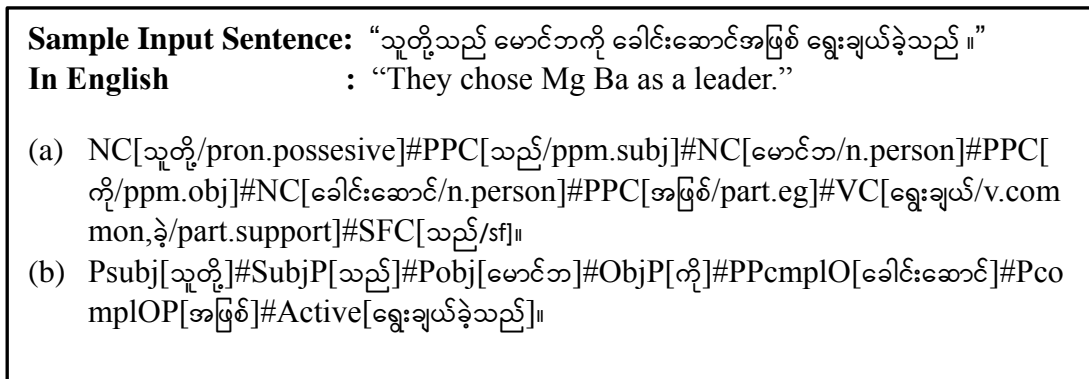 Sample Input Sentence: “သူတို့သည် မောင်ဘကို ခေါင်းဆောင်အဖြစ် ရွေးချယ်ခဲ့သည် ။”
In English : “They chose Mg Ba as a leader.”
(a) NC[သူတို့/pron.possesive]#PPC[သည်/ppm.subj]#NC[မောင်ဘ/n.person]#PPC[
ကို/ppm.obj]#NC[ခေါင်းဆောင်/n.person]#PPC[အဖြစ်/part.eg]#VC[ရွေးချယ်/v.com
mon,ခဲ့/part.support]#SFC[သည်/sf]။
(b) Psubj[သူတို့]#SubjP[သည်]#Pobj[မောင်ဘ]#ObjP[ကို]#PPcmplO[ခေါင်းဆောင်]#Pco
mplOP[အဖြစ်]#Active[ရွေးချယ်ခဲ့သည်]။